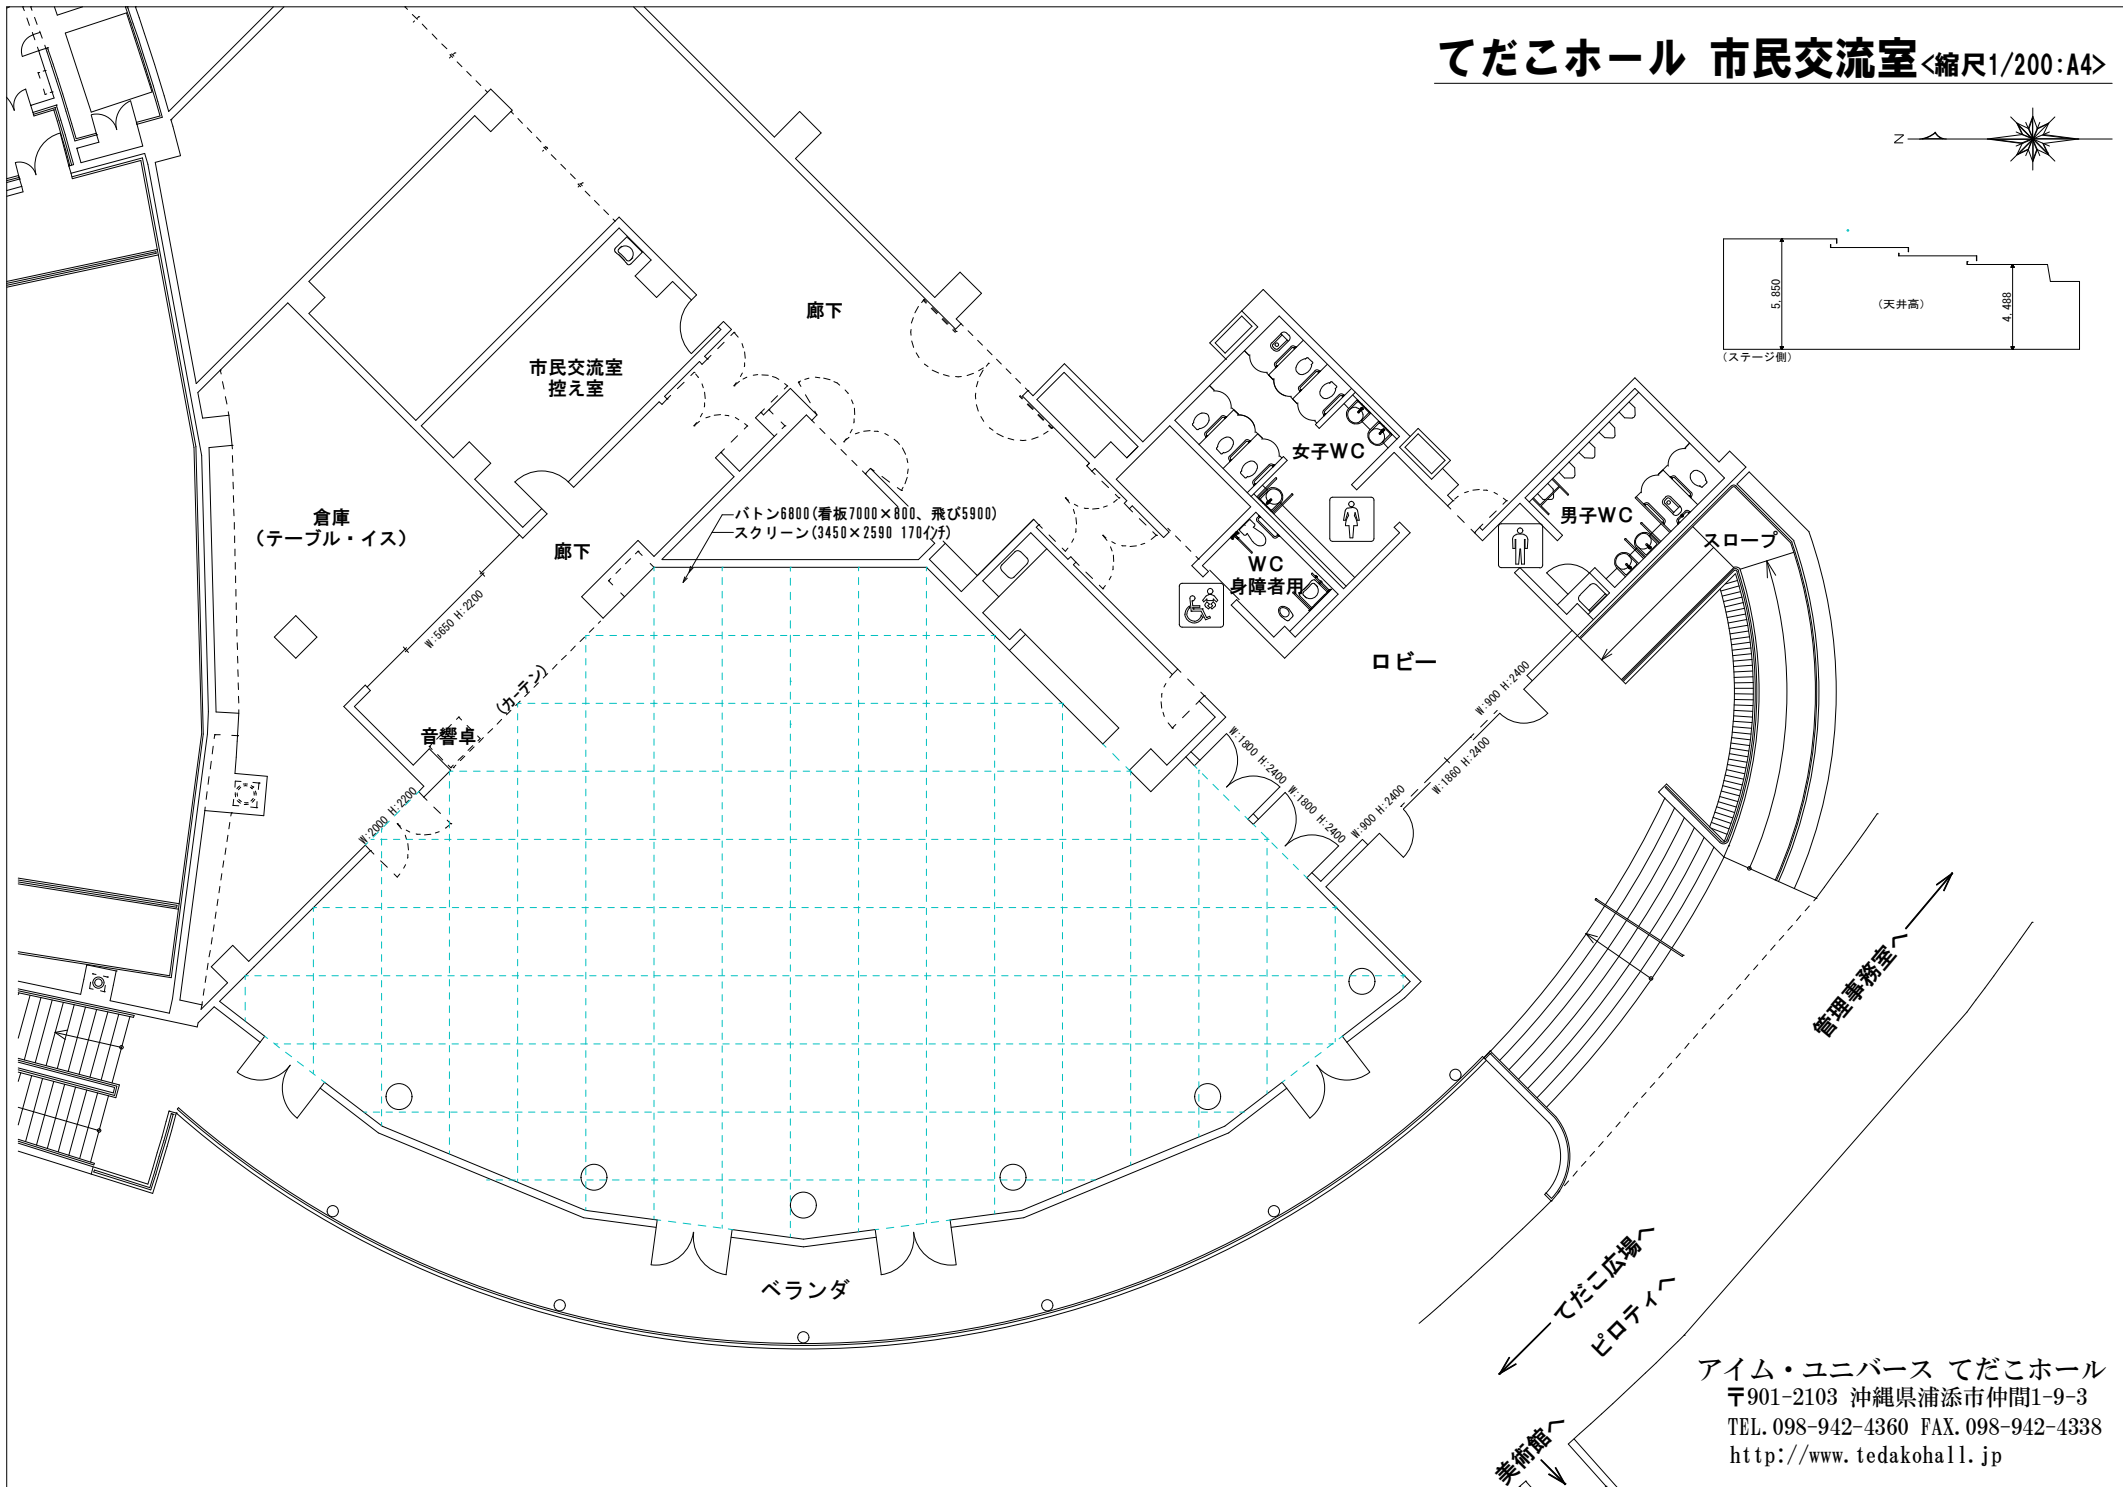 てだこホール 市民交流室<縮尺1/200:A4>
N
5,850
(天井高)
4,488
(ステージ側)
廊下
市民交流室
控え室
女子WC
男子WC
スロープ
倉庫
(テーブル・イス)
バトン6800(看板7000×800、飛び5900)
スクリーン(3450×2590 170インチ)
廊下
WC
身障者用
W:5650 H:2200
(カーテン)
ロビー
音響卓
W:900 H:2400
W:1800 H:2400
W:1860 H:2400
W:1800 H:2400
W:900 H:2400
W:2000 H:2200
管理事務室へ
ベランダ
てだこ広場へ
ピロティへ
美術館へ
アイム・ユニバース てだこホール
〒901-2103 沖縄県浦添市仲間1-9-3
TEL.098-942-4360 FAX.098-942-4338
http://www.tedakohall.jp